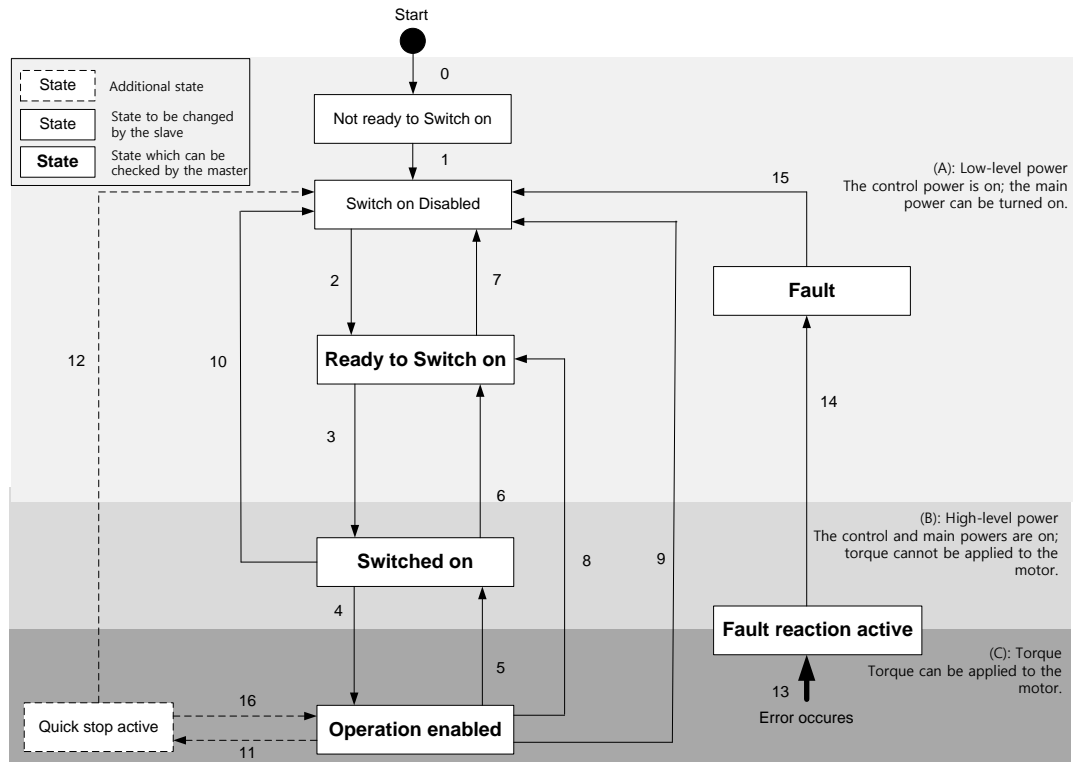 Start
0
State
Additional state
State
State to be changed
by the slave
State
State which can be
checked by the master
Not ready to Switch on
1
Switch on Disabled
15
(A): Low-level power
The control power is on; the main
power can be turned on.
2
7
Fault
12
10
Ready to Switch on
14
3
6
(B): High-level power
The control and main powers are on;
torque cannot be applied to the
motor.
Switched on
8
9
4
Fault reaction active
5
(C): Torque
Torque can be applied to the
motor.
13
Error occures
16
Quick stop active
11
Operation enabled